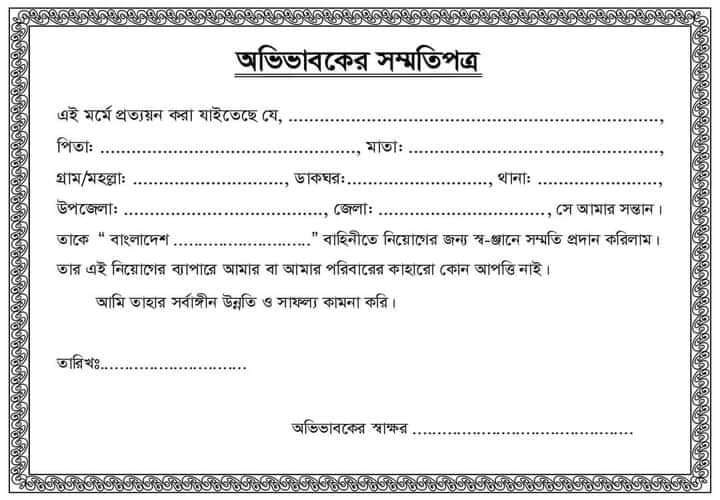 অভিভাবকের সম্মতিপত্র
এই মর্মে প্রত্যয়ন করা যাইতেছে যে, ......................................................................,
পিতা: ................................................, মাতা: ................................................,
গ্রাম/মহল্লা: ............................, ডাকঘর:..........................., থানা: .......................,
উপজেলা: ......................................, জেলা: ................................, সে আমার সন্তান।
তাকে “ বাংলাদেশ ............................” বাহিনীতে নিয়োগের জন্য স্ব-জ্ঞানে সম্মতি প্রদান করিলাম।
তার এই নিয়োগের ব্যাপারে আমার বা আমার পরিবারের কাহারো কোন আপত্তি নাই।
আমি তাহার সর্বাঙ্গীন উন্নতি ও সাফল্য কামনা করি।
তারিখঃ............................
অভিভাবকের স্বাক্ষর ..........................................